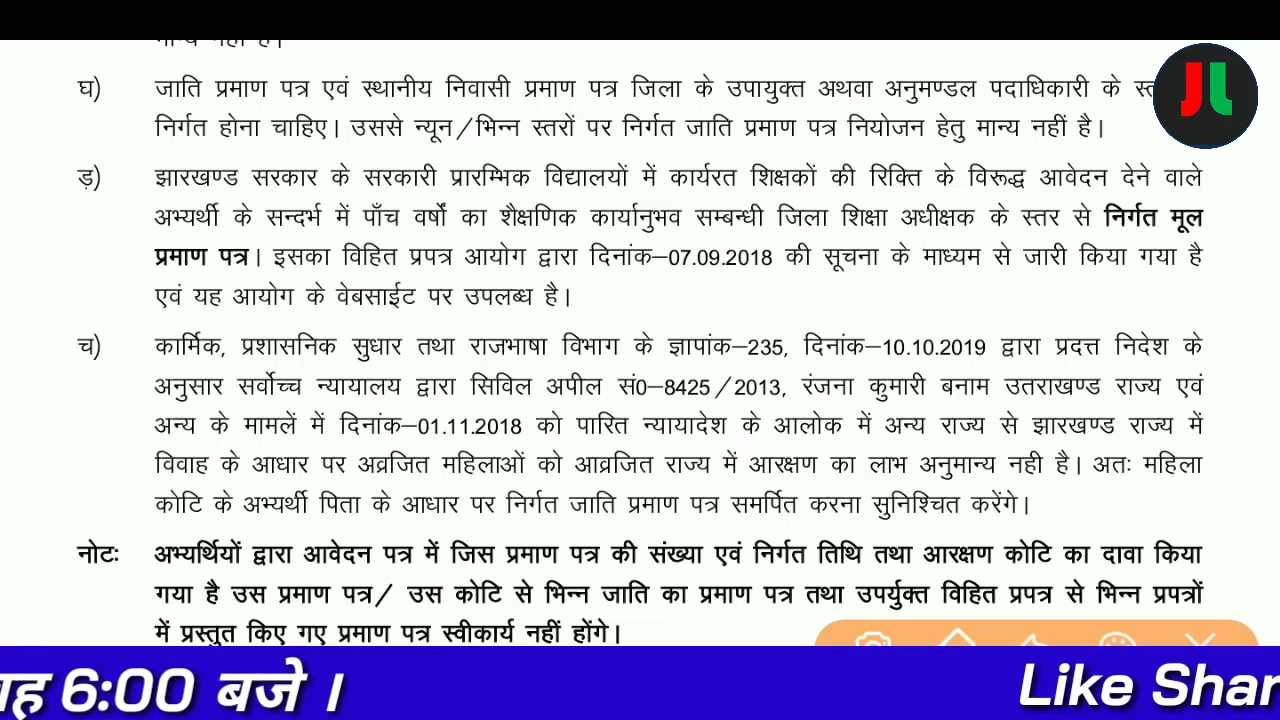 घ) जाति प्रमाण पत्र एवं स्थानीय निवासी प्रमाण पत्र जिला के उपायुक्त अथवा अनुमण्डल पदाधिकारी के
निर्गत होना चाहिए। उससे न्यून/भिन्न स्तरों पर निर्गत जाति प्रमाण पत्र नियोजन हेतु मान्य नहीं है।
ड़) झारखण्ड सरकार के सरकारी प्रारम्भिक विद्यालयों में कार्यरत शिक्षकों की रिक्ति के विरूद्ध आवेदन देने वाले
अभ्यर्थी के सन्दर्भ में पाँच वर्षों का शैक्षणिक कार्यानुभव सम्बन्धी जिला शिक्षा अधीक्षक के स्तर से निर्गत मूल
प्रमाण पत्र। इसका विहित प्रपत्र आयोग द्वारा दिनांक–07.09.2018 की सूचना के माध्यम से जारी किया गया है
एवं यह आयोग के वेबसाईट पर उपलब्ध है।
च) कार्मिक, प्रशासनिक सुधार तथा राजभाषा विभाग के ज्ञापांक–235, दिनांक–10.10.2019 द्वारा प्रदत्त निदेश के
अनुसार सर्वोच्च न्यायालय द्वारा सिविल अपील सं0–8425/2013, रंजना कुमारी बनाम उतराखण्ड राज्य एवं
अन्य के मामलें में दिनांक–01.11.2018 को पारित न्यायादेश के आलोक में अन्य राज्य से झारखण्ड राज्य में
विवाह के आधार पर अव्रजित महिलाओं को आव्रजित राज्य में आरक्षण का लाभ अनुमान्य नही है। अतः महिला
कोटि के अभ्यर्थी पिता के आधार पर निर्गत जाति प्रमाण पत्र समर्पित करना सुनिश्चित करेंगे।
नोटः अभ्यर्थियों द्वारा आवेदन पत्र में जिस प्रमाण पत्र की संख्या एवं निर्गत तिथि तथा आरक्षण कोटि का दावा किया
गया है उस प्रमाण पत्र/ उस कोटि से भिन्न जाति का प्रमाण पत्र तथा उपर्युक्त विहित प्रपत्र से भिन्न प्रपत्रों
में प्रस्तुत किए गए प्रमाण पत्र स्वीकार्य नहीं होंगे।
6:00 बजे । Like